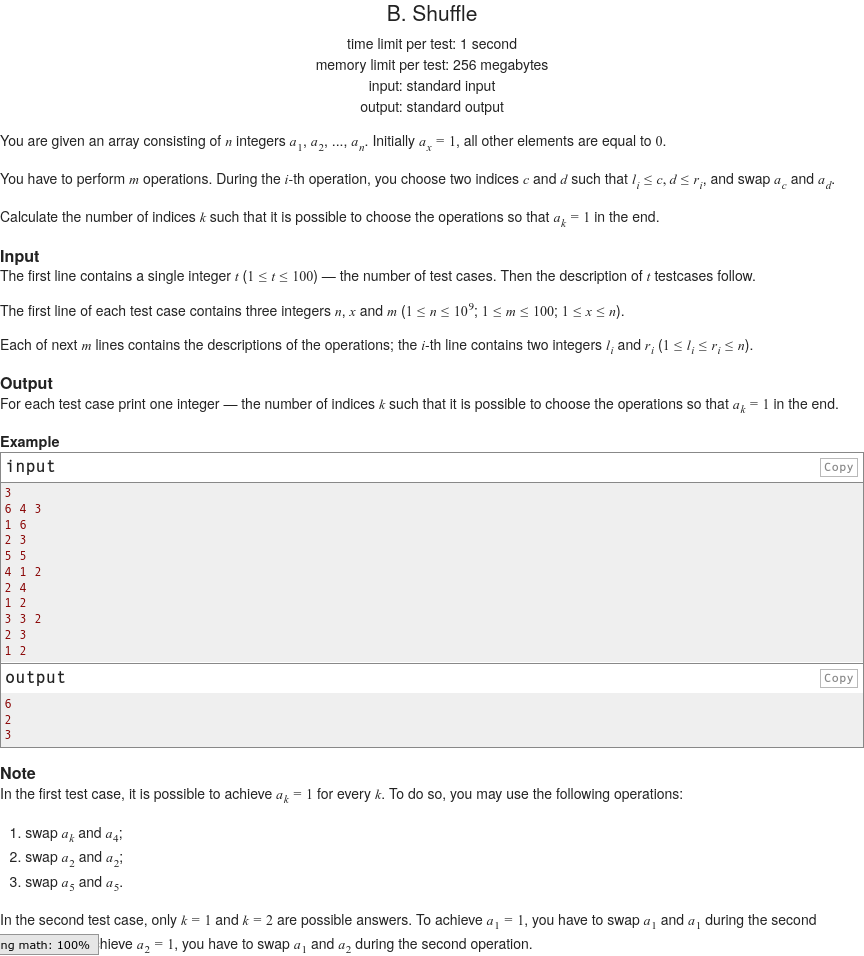 B. Shuffle
time limit per test: 1 second
memory limit per test: 256 megabytes
input: standard input
output: standard output
You are given an array consisting of n integers a_1, a_2, ..., a_n. Initially a_x = 1, all other elements are equal to 0.
You have to perform m operations. During the i-th operation, you choose two indices c and d such that l_i ≤ c, d ≤ r_i, and swap a_c and a_d.
Calculate the number of indices k such that it is possible to choose the operations so that a_k = 1 in the end.
Input
The first line contains a single integer t (1 ≤ t ≤ 100) — the number of test cases. Then the description of t testcases follow.
The first line of each test case contains three integers n, x and m (1 ≤ n ≤ 10^9; 1 ≤ m ≤ 100; 1 ≤ x ≤ n).
Each of next m lines contains the descriptions of the operations; the i-th line contains two integers l_i and r_i (1 ≤ l_i ≤ r_i ≤ n).
Output
For each test case print one integer — the number of indices k such that it is possible to choose the operations so that a_k = 1 in the end.
Example
input Copy
3
6 4 3
1 6
2 3
5 5
4 1 2
2 4
1 2
3 3 2
2 3
1 2
output Copy
6
2
3
Note
In the first test case, it is possible to achieve a_k = 1 for every k. To do so, you may use the following operations:
1. swap a_k and a_4;
2. swap a_2 and a_2;
3. swap a_5 and a_5.
In the second test case, only k = 1 and k = 2 are possible answers. To achieve a_1 = 1, you have to swap a_1 and a_1 during the second
ng math: 100% hieve a_2 = 1, you have to swap a_1 and a_2 during the second operation.